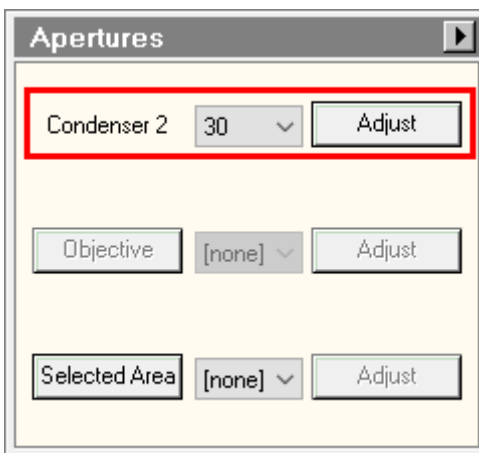 Apertures
Condenser 2 30 Adjust
Objective [none] Adjust
Selected Area [none] Adjust